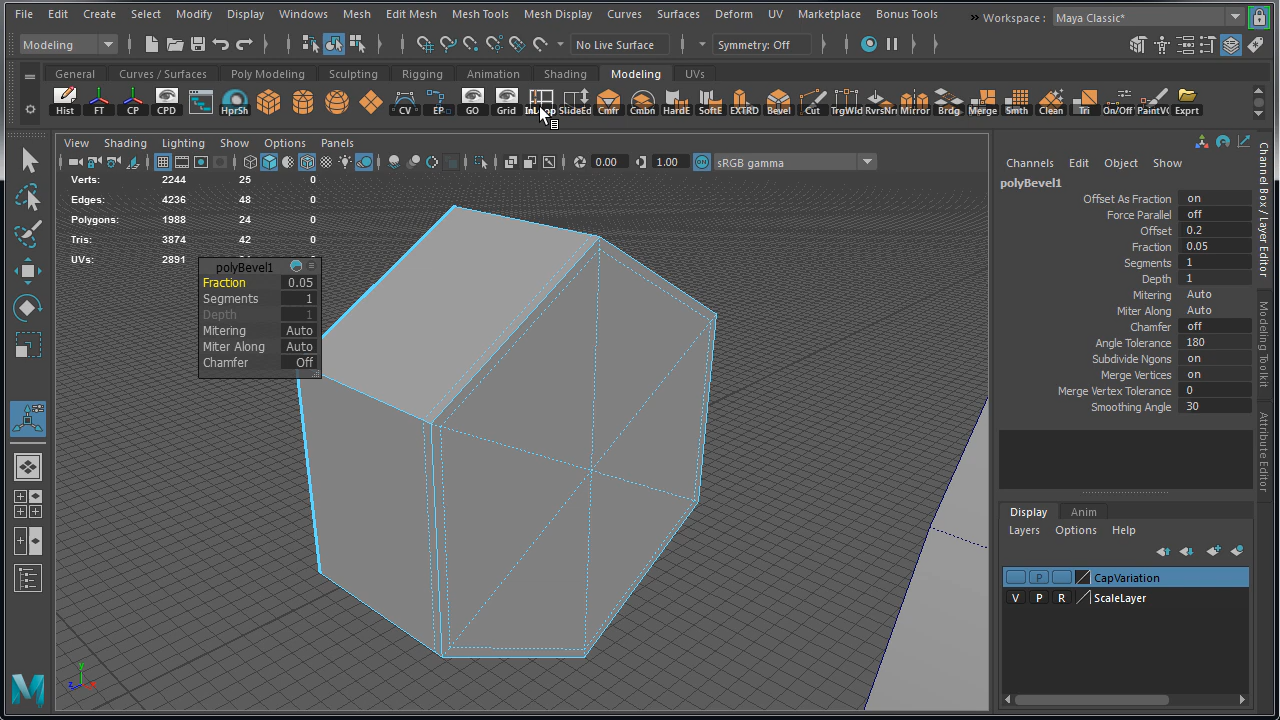 File Edit Create Select Modify Display Windows Mesh Edit Mesh Mesh Tools Mesh Display Curves Surfaces Deform UV Marketplace Bonus Tools » Workspace : Maya Classic*
Modeling No Live Surface Symmetry: Off
General Curves / Surfaces Poly Modeling Sculpting Rigging Animation Shading Modeling UVs
Hist FT CP CPD HprSh CV EP GO Grid SlideEd Cmfr Cmbn HardE SoftE EXTRD Bevel Cut TrgWld RvrsNrr Mirror Brdg Merge Smth Clean Tri On/Off PaintV( Exprt
View Shading Lighting Show Options Panels
0.00 1.00 ON sRGB gamma
Verts: 2244 25 0
Edges: 4236 48 0
Polygons: 1988 24 0
Tris: 3874 42 0
UVs: 2891 0
polyBevel1
Fraction 0.05
Segments 1
Depth 1
Mitering Auto
Miter Along Auto
Chamfer Off
y
z x
Channels Edit Object Show
polyBevel1
Offset As Fraction on
Force Parallel off
Offset 0.2
Fraction 0.05
Segments 1
Depth 1
Mitering Auto
Miter Along Auto
Chamfer off
Angle Tolerance 180
Subdivide Ngons on
Merge Vertices on
Merge Vertex Tolerance 0
Smoothing Angle 30
Display Anim
Layers Options Help
P CapVariation
V P R ScaleLayer
Channel Box / Layer Editor
Modeling Toolkit
Attribute Editor
M